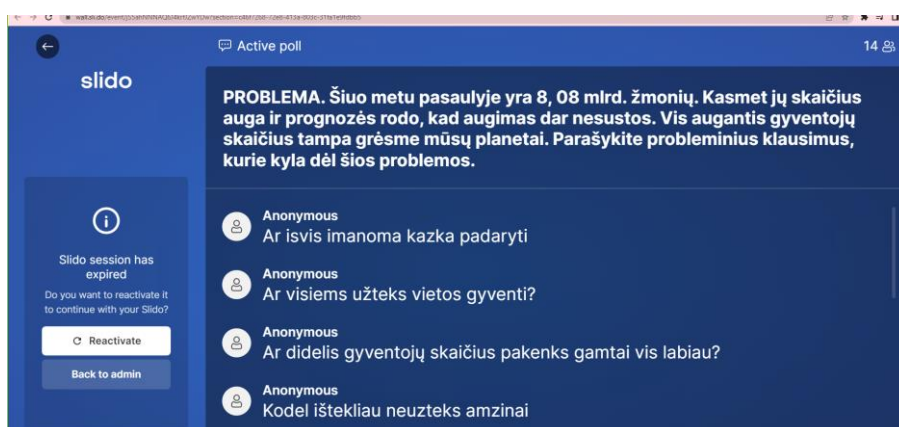 Active poll
14
slido
PROBLEMA. Šiuo metu pasaulyje yra 8, 08 mlrd. žmonių. Kasmet jų skaičius
auga ir prognozės rodo, kad augimas dar nesustos. Vis augantis gyventojų
skaičius tampa grėsme mūsų planetai. Parašykite probleminius klausimus,
kurie kyla dėl šios problemos.
Slido session has
expired
Do you want to reactivate it
to continue with your Slido?
Reactivate
Back to admin
Anonymous
Ar isvis imanoma kazka padaryti
Anonymous
Ar visiems užteks vietos gyventi?
Anonymous
Ar didelis gyventojų skaičius pakenks gamtai vis labiau?
Anonymous
Kodel ištekliau neuzteks amzinai